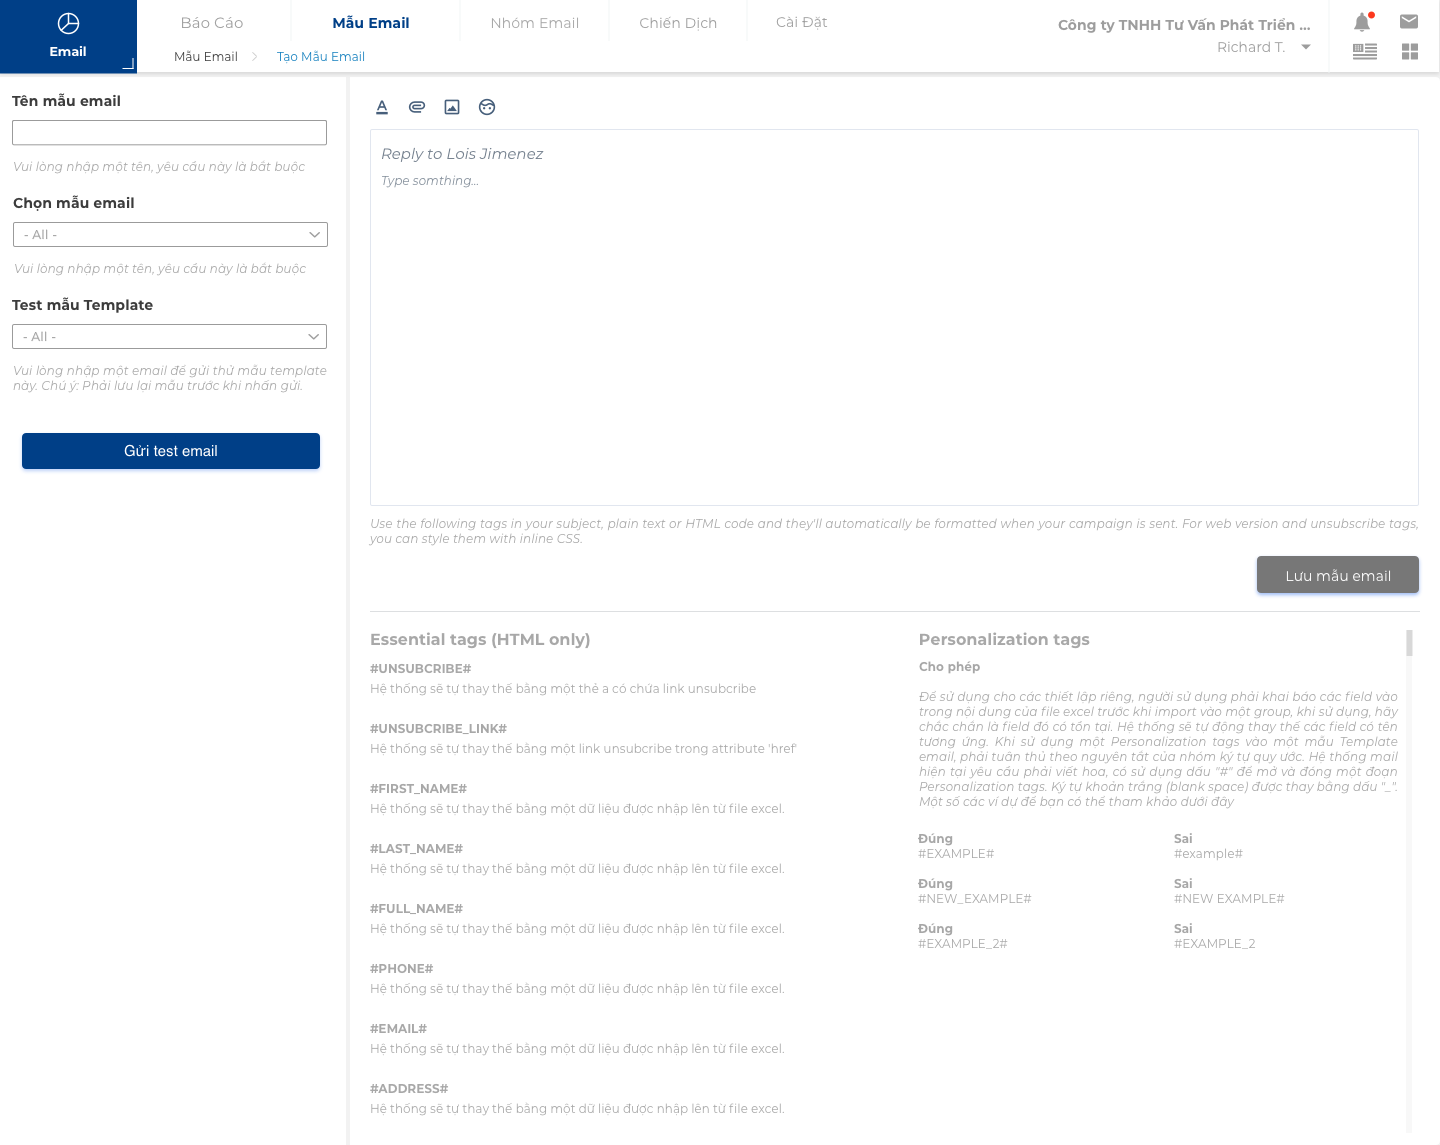 Email
Báo Cáo
Mẫu Email
Nhóm Email
Chiến Dịch
Cài Đặt
Công ty TNHH Tư Vấn Phát Triển ...
Richard T.
Mẫu Email
Tạo Mẫu Email
Tên mẫu email
Vui lòng nhập một tên, yêu cầu này là bắt buộc
Chọn mẫu email
- All -
Vui lòng nhập một tên, yêu cầu này là bắt buộc
Test mẫu Template
- All -
Vui lòng nhập một email để gửi thử mẫu template
này. Chú ý: Phải lưu lại mẫu trước khi nhấn gửi.
Gửi test email
Reply to Lois Jimenez
Type somthing...
Use the following tags in your subject, plain text or HTML code and they'll automatically be formatted when your campaign is sent. For web version and unsubscribe tags,
you can style them with inline CSS.
Lưu mẫu email
Essential tags (HTML only)
#UNSUBCRIBE#
Hệ thống sẽ tự thay thế bằng một thẻ a có chứa link unsubcribe
#UNSUBCRIBE_LINK#
Hệ thống sẽ tự thay thế bằng một link unsubcribe trong attribute 'href'
#FIRST_NAME#
Hệ thống sẽ tự thay thế bằng một dữ liệu được nhập lên từ file excel.
#LAST_NAME#
Hệ thống sẽ tự thay thế bằng một dữ liệu được nhập lên từ file excel.
#FULL_NAME#
Hệ thống sẽ tự thay thế bằng một dữ liệu được nhập lên từ file excel.
#PHONE#
Hệ thống sẽ tự thay thế bằng một dữ liệu được nhập lên từ file excel.
#EMAIL#
Hệ thống sẽ tự thay thế bằng một dữ liệu được nhập lên từ file excel.
#ADDRESS#
Hệ thống sẽ tự thay thế bằng một dữ liệu được nhập lên từ file excel.
Personalization tags
Cho phép
Để sử dụng cho các thiết lập riêng, người sử dụng phải khai báo các field vào
trong nội dung của file excel trước khi import vào một group, khi sử dụng, hãy
chắc chắn là field đó có tồn tại. Hệ thống sẽ tự động thay thế các field có tên
tương ứng. Khi sử dụng một Personalization tags vào một mẫu Template
email, phải tuân thủ theo nguyên tắt của nhóm ký tự quy ước. Hệ thống mail
hiện tại yêu cầu phải viết hoa, có sử dụng dấu "#" để mở và đóng một đoạn
Personalization tags. Ký tự khoản trắng (blank space) được thay bằng dấu "_".
Một số các ví dự để bạn có thể tham khảo dưới đây
Đúng
#EXAMPLE#
Sai
#example#
Đúng
#NEW_EXAMPLE#
Sai
#NEW EXAMPLE#
Đúng
#EXAMPLE_2#
Sai
#EXAMPLE_2